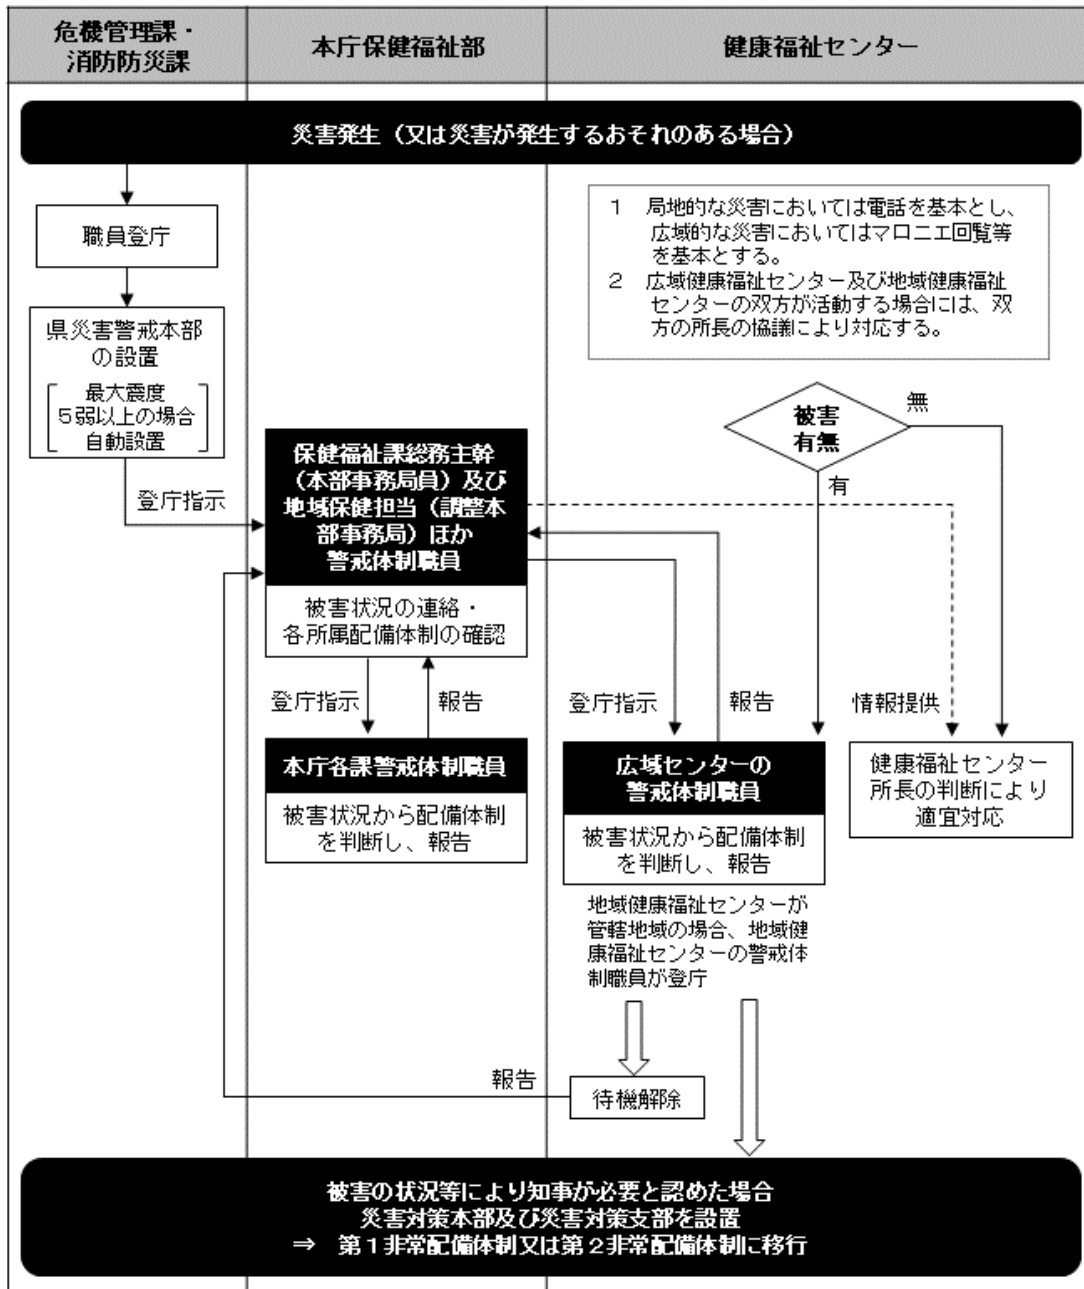 危機管理課・
消防防災課
本庁保健福祉部
健康福祉センター
災害発生（又は災害が発生するおそれのある場合）
職員登庁
県災害警戒本部
の設置
最大震度
５弱以上の場合
自動設置
登庁指示
１　局地的な災害においては電話を基本とし、
広域的な災害においてはマロニエ回覧等
を基本とする。
２　広域健康福祉センター及び地域健康福祉
センターの双方が活動する場合には、双
方の所長の協議により対応する。
被害
有無
無
有
保健福祉課総務主幹
（本部事務局員）及び
地域保健担当（調整本
部事務局）ほか
警戒体制職員
被害状況の連絡・
各所属配備体制の確認
登庁指示
報告
登庁指示
報告
情報提供
本庁各課警戒体制職員
被害状況から配備体制
を判断し、報告
広域センターの
警戒体制職員
被害状況から配備体制
を判断し、報告
健康福祉センター
所長の判断により
適宜対応
地域健康福祉センターが
管轄地域の場合、地域健
康福祉センターの警戒体
制職員が登庁
報告
待機解除
被害の状況等により知事が必要と認めた場合
災害対策本部及び災害対策支部を設置
⇒　第１非常配備体制又は第２非常配備体制に移行